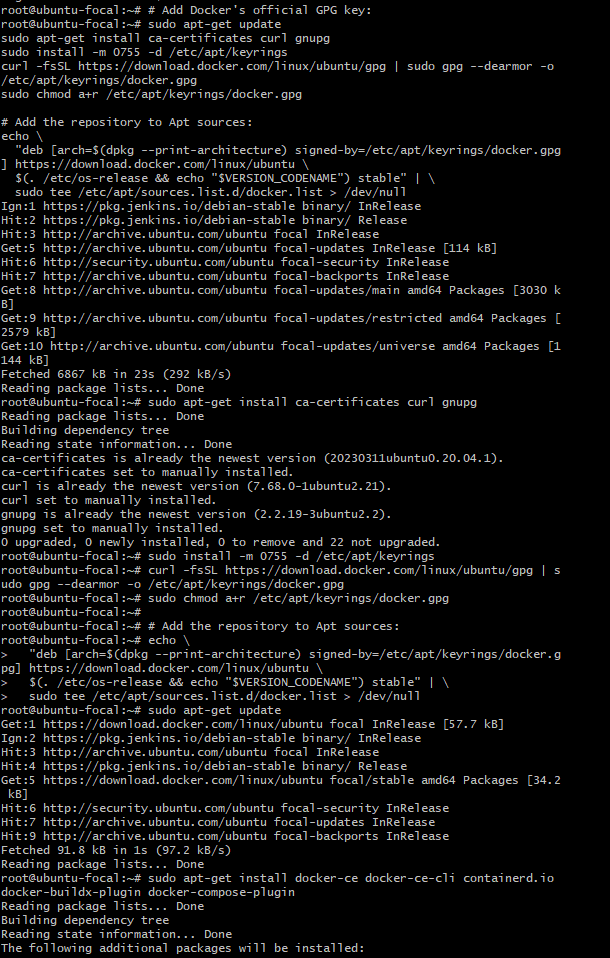 root@ubuntu-focal:~# # Add Docker's official GPG key:
root@ubuntu-focal:~# sudo apt-get update
sudo apt-get install ca-certificates curl gnupg
sudo install -m 0755 -d /etc/apt/keyrings
curl -fsSL https://download.docker.com/linux/ubuntu/gpg | sudo gpg --dearmor -o
/etc/apt/keyrings/docker.gpg
sudo chmod a+r /etc/apt/keyrings/docker.gpg

# Add the repository to Apt sources:
echo \
  "deb [arch=$(dpkg --print-architecture) signed-by=/etc/apt/keyrings/docker.gpg
] https://download.docker.com/linux/ubuntu \
  $(. /etc/os-release && echo "$VERSION_CODENAME") stable" | \
  sudo tee /etc/apt/sources.list.d/docker.list > /dev/null
Ign:1 https://pkg.jenkins.io/debian-stable binary/ InRelease
Hit:2 https://pkg.jenkins.io/debian-stable binary/ Release
Hit:3 http://archive.ubuntu.com/ubuntu focal InRelease
Get:5 http://archive.ubuntu.com/ubuntu focal-updates InRelease [114 kB]
Hit:6 http://security.ubuntu.com/ubuntu focal-security InRelease
Hit:7 http://archive.ubuntu.com/ubuntu focal-backports InRelease
Get:8 http://archive.ubuntu.com/ubuntu focal-updates/main amd64 Packages [3030 k
B]
Get:9 http://archive.ubuntu.com/ubuntu focal-updates/restricted amd64 Packages [
2579 kB]
Get:10 http://archive.ubuntu.com/ubuntu focal-updates/universe amd64 Packages [1
144 kB]
Fetched 6867 kB in 23s (292 kB/s)
Reading package lists... Done
root@ubuntu-focal:~# sudo apt-get install ca-certificates curl gnupg
Reading package lists... Done
Building dependency tree
Reading state information... Done
ca-certificates is already the newest version (20230311ubuntu0.20.04.1).
ca-certificates set to manually installed.
curl is already the newest version (7.68.0-1ubuntu2.21).
curl set to manually installed.
gnupg is already the newest version (2.2.19-3ubuntu2.2).
gnupg set to manually installed.
0 upgraded, 0 newly installed, 0 to remove and 22 not upgraded.
root@ubuntu-focal:~# sudo install -m 0755 -d /etc/apt/keyrings
root@ubuntu-focal:~# curl -fsSL https://download.docker.com/linux/ubuntu/gpg | s
udo gpg --dearmor -o /etc/apt/keyrings/docker.gpg
root@ubuntu-focal:~# sudo chmod a+r /etc/apt/keyrings/docker.gpg
root@ubuntu-focal:~#
root@ubuntu-focal:~# # Add the repository to Apt sources:
root@ubuntu-focal:~# echo \
>   "deb [arch=$(dpkg --print-architecture) signed-by=/etc/apt/keyrings/docker.g
pg] https://download.docker.com/linux/ubuntu \
>   $(. /etc/os-release && echo "$VERSION_CODENAME") stable" | \
>   sudo tee /etc/apt/sources.list.d/docker.list > /dev/null
root@ubuntu-focal:~# sudo apt-get update
Get:1 https://download.docker.com/linux/ubuntu focal InRelease [57.7 kB]
Ign:2 https://pkg.jenkins.io/debian-stable binary/ InRelease
Hit:3 http://archive.ubuntu.com/ubuntu focal InRelease
Hit:4 https://pkg.jenkins.io/debian-stable binary/ Release
Get:5 https://download.docker.com/linux/ubuntu focal/stable amd64 Packages [34.2
 kB]
Hit:6 http://security.ubuntu.com/ubuntu focal-security InRelease
Hit:7 http://archive.ubuntu.com/ubuntu focal-updates InRelease
Hit:9 http://archive.ubuntu.com/ubuntu focal-backports InRelease
Fetched 91.8 kB in 1s (97.2 kB/s)
Reading package lists... Done
root@ubuntu-focal:~# sudo apt-get install docker-ce docker-ce-cli containerd.io
docker-buildx-plugin docker-compose-plugin
Reading package lists... Done
Building dependency tree
Reading state information... Done
The following additional packages will be installed: